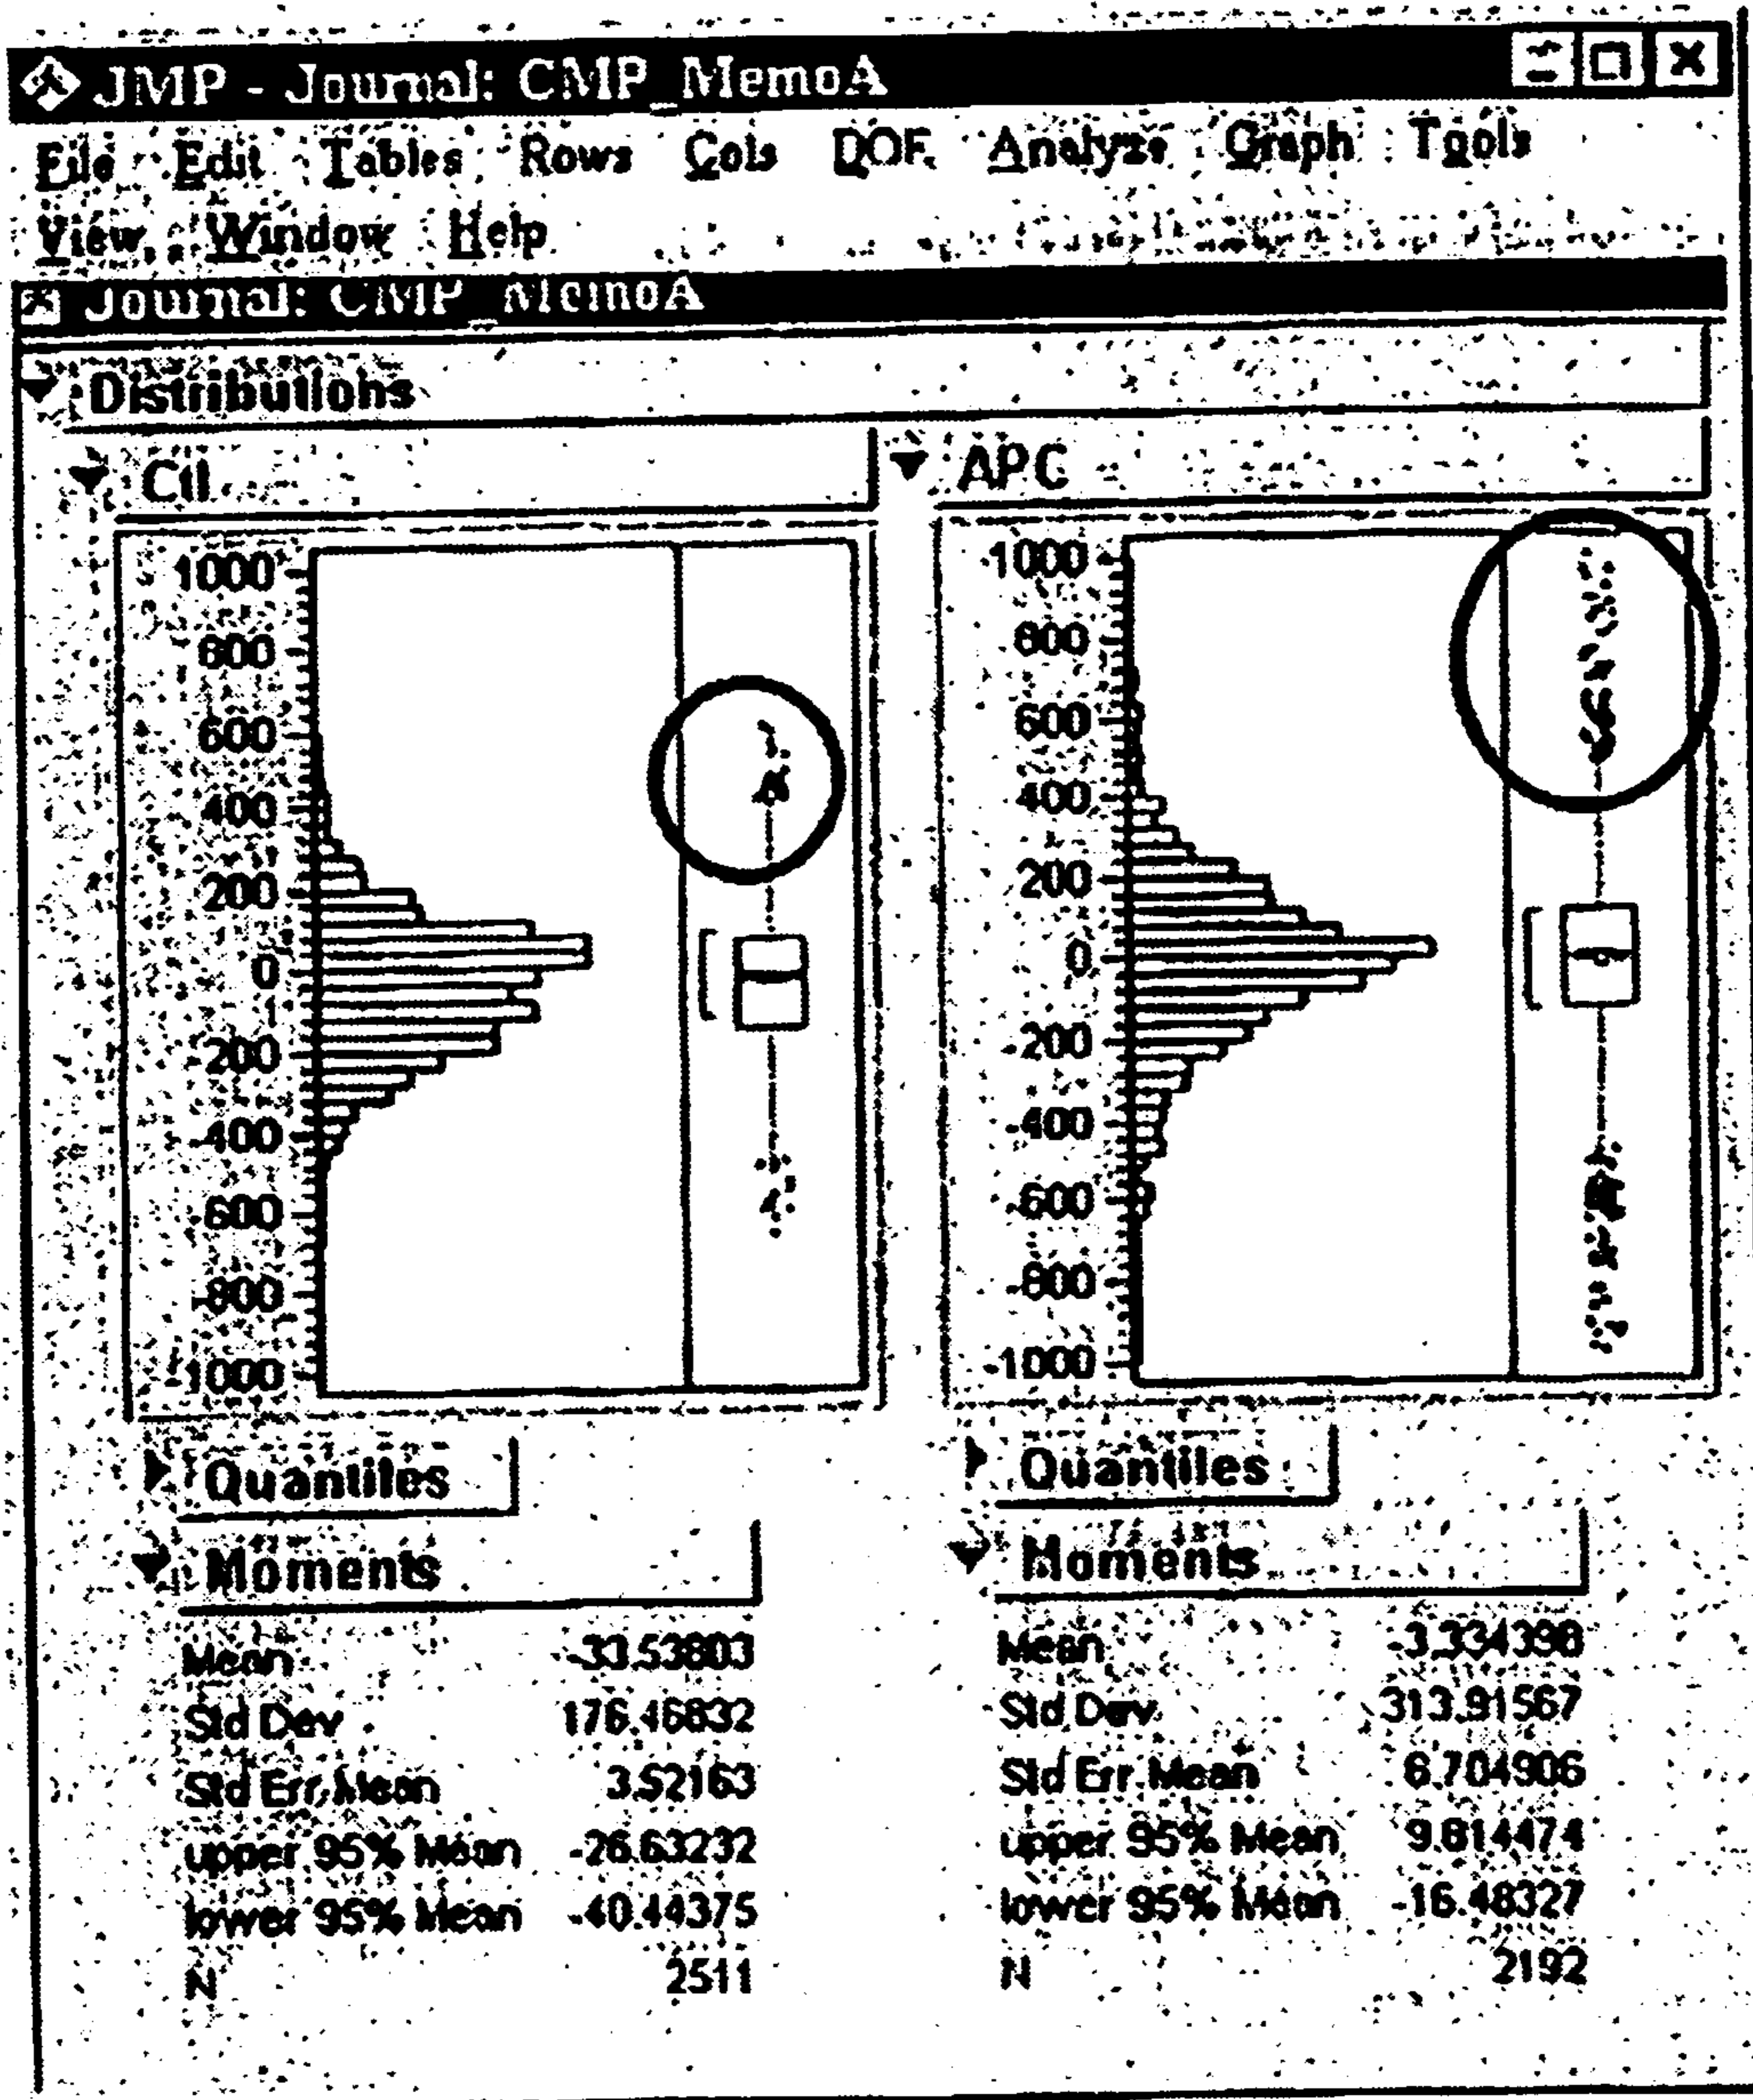 JMP - Journal: CMP_MemoA
File Edit Tables Rows Cols DOE Analyze Graph Tools
View Window Help
Journal: CMP_MemoA
Distributions
Ctl
1000
800
600
400
200
0
-200
-400
-600
-800
-1000
Quantiles
Moments
Mean -33.53803
Std Dev 176.46832
Std Err Mean 3.52163
upper 95% Mean -26.63232
lower 95% Mean -40.44375
N 2511
APC
1000
800
600
400
200
0
-200
-400
-600
-800
-1000
Quantiles
Moments
Mean -3.334398
Std Dev 313.91567
Std Err Mean 6.704906
upper 95% Mean 9.814474
lower 95% Mean -16.48327
N 2192